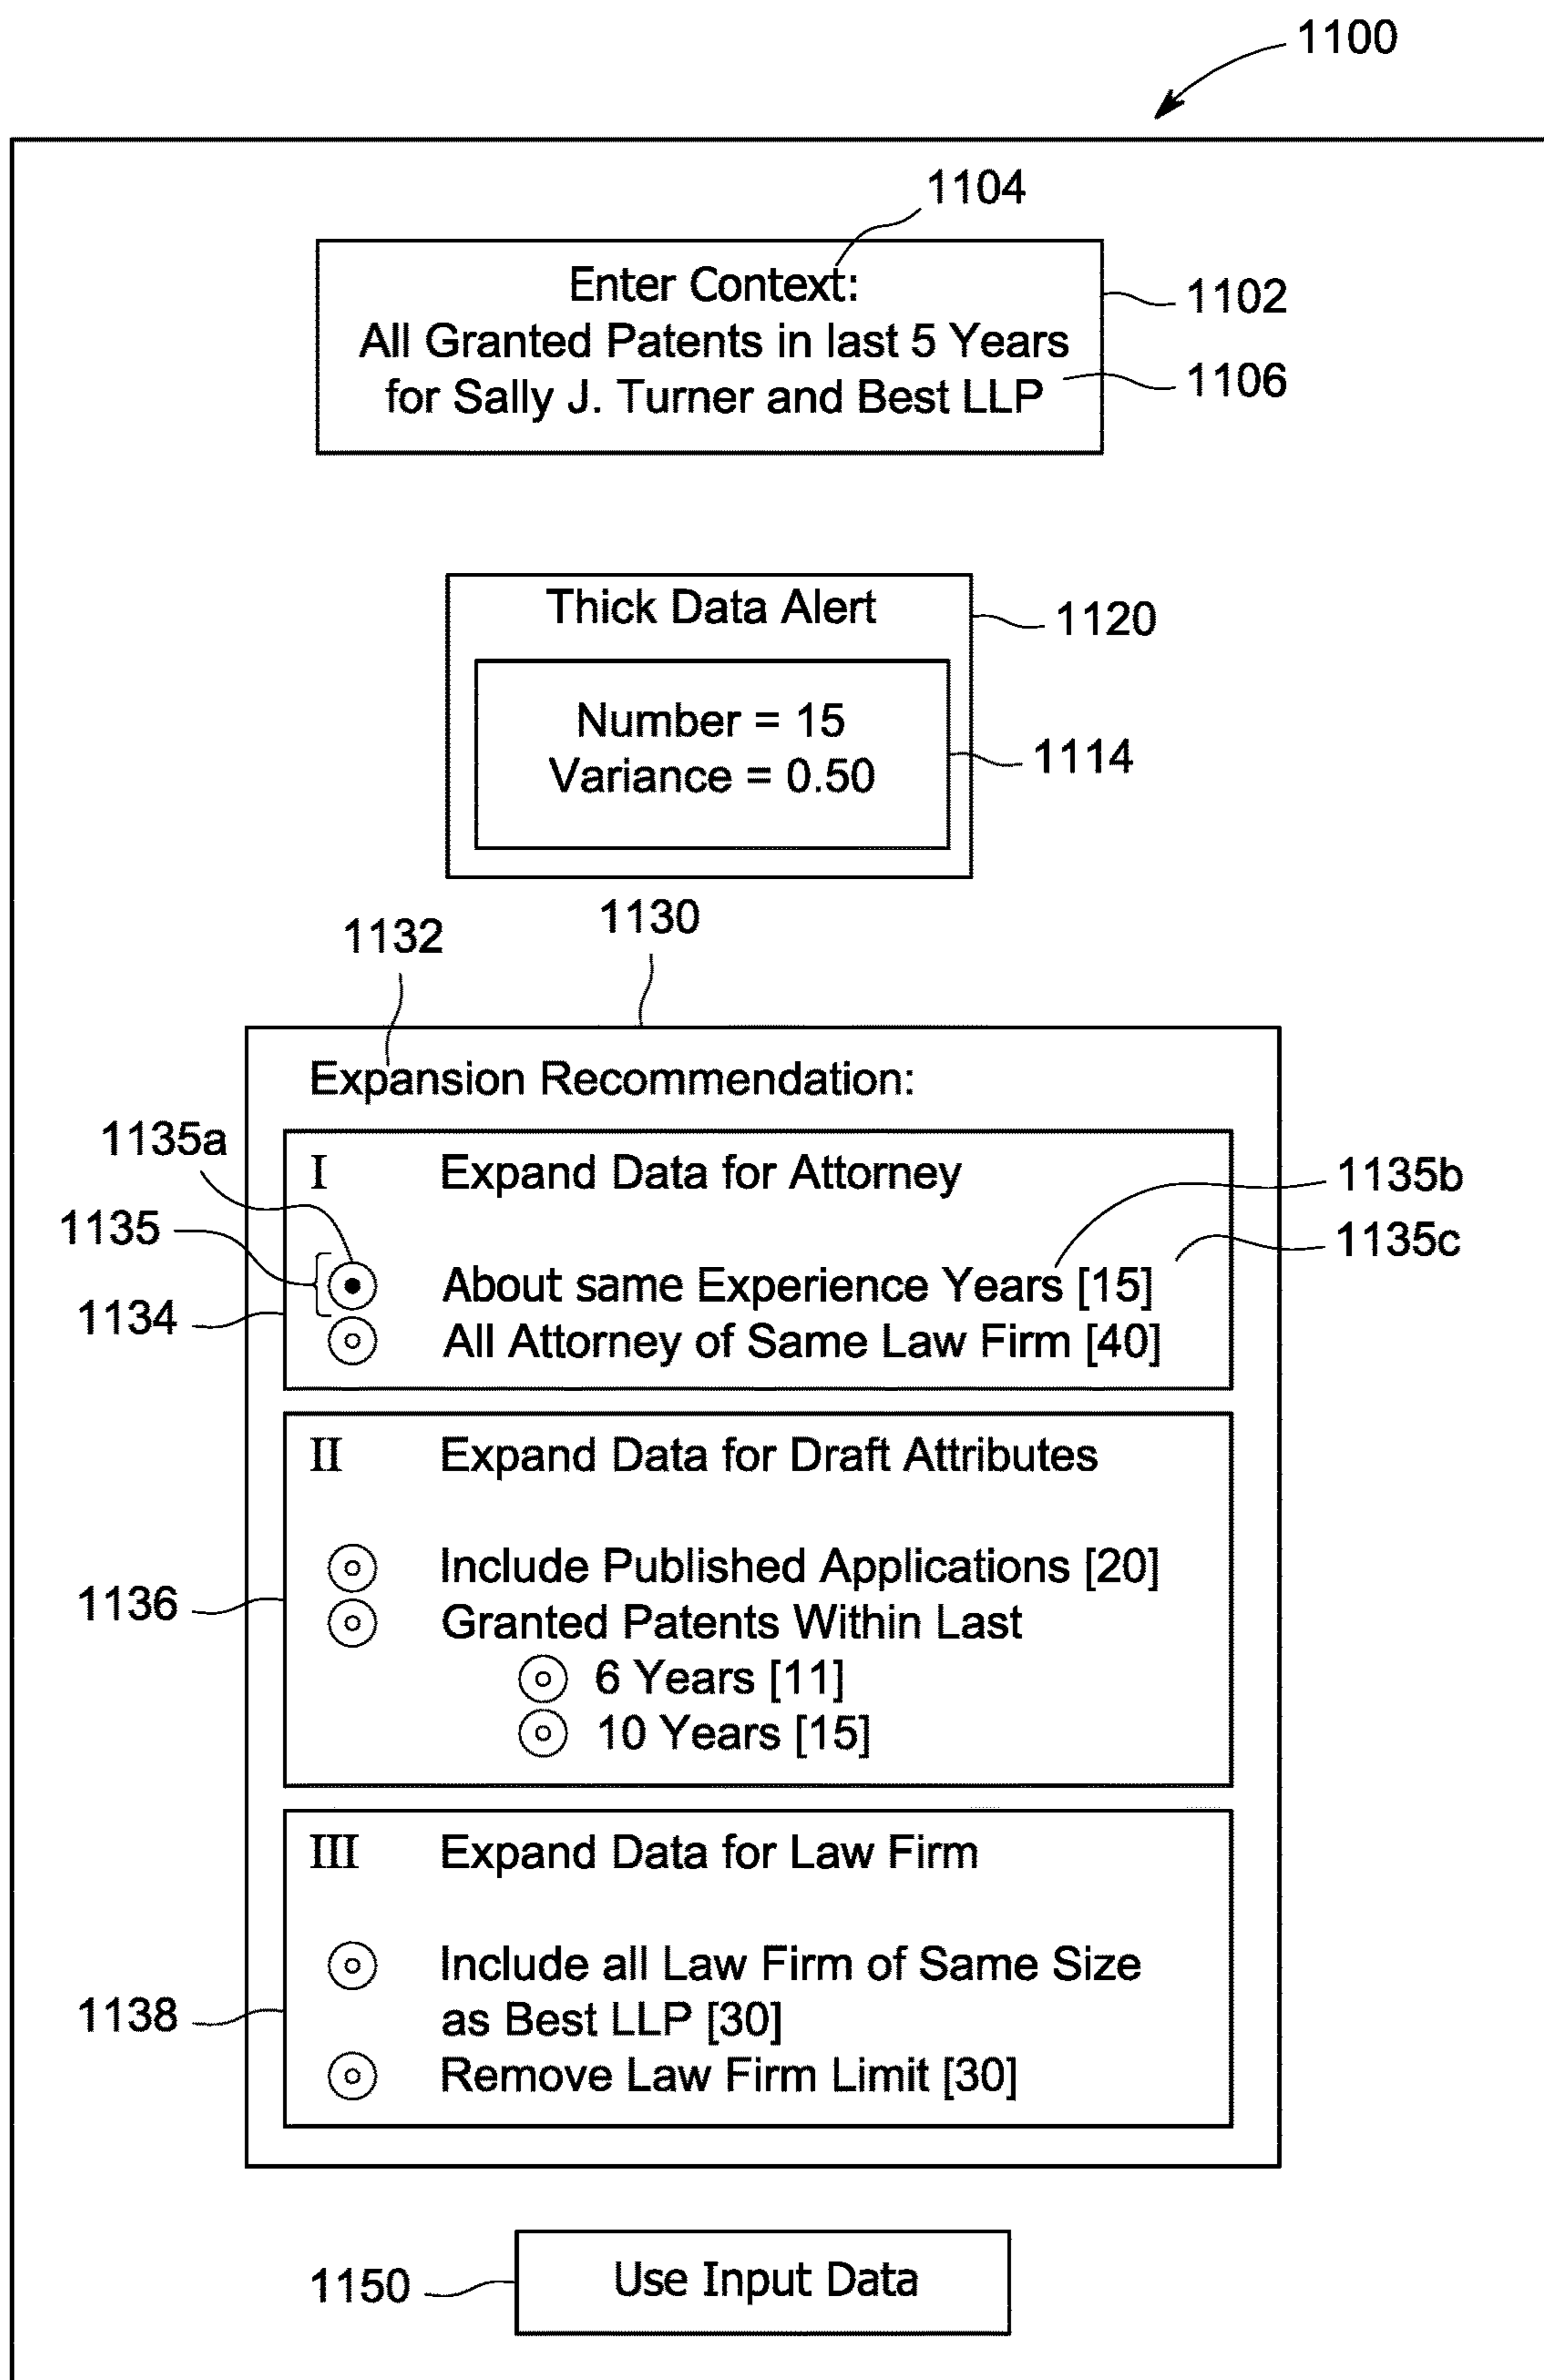 1100
1104
Enter Context:
1102
All Granted Patents in last 5 Years
1106
for Sally J. Turner and Best LLP
Thick Data Alert
1120
Number = 15
1114
Variance = 0.50
1130
1132
Expansion Recommendation:
1135a
I Expand Data for Attorney
1135b
1135
1135c
About same Experience Years [15]
1134
All Attorney of Same Law Firm [40]
II Expand Data for Draft Attributes
Include Published Applications [20]
1136
Granted Patents Within Last
6 Years [11]
10 Years [15]
III Expand Data for Law Firm
Include all Law Firm of Same Size
1138
as Best LLP [30]
Remove Law Firm Limit [30]
1150
Use Input Data